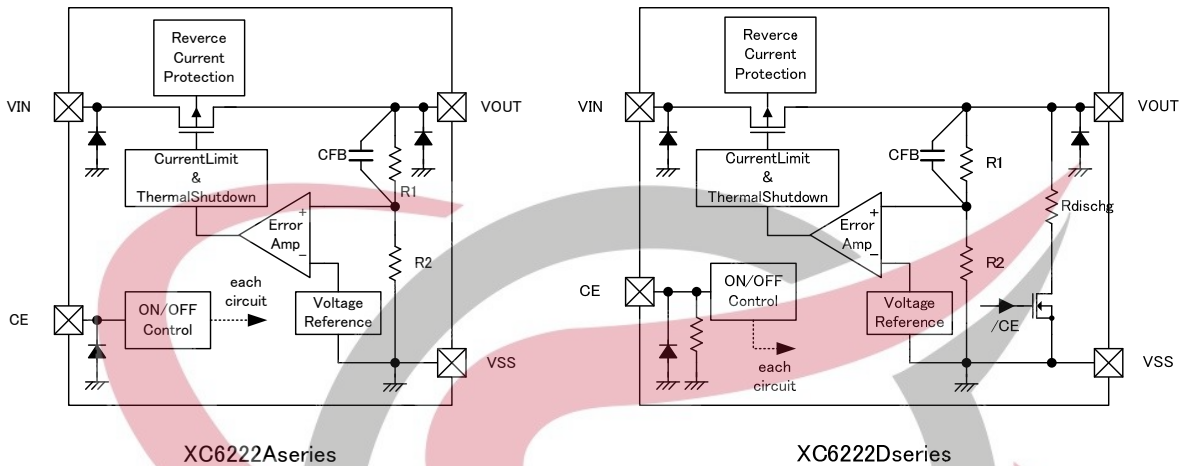 Reverce
Current
Protection
VIN
VOUT
CFB
R1
CurrentLimit
&
ThermalShutdown
+
Error
Amp
−
R2
each
circuit
CE
ON/OFF
Control
Voltage
Reference
VSS
XC6222Aseries
Reverce
Current
Protection
VIN
VOUT
CFB
R1
CurrentLimit
&
ThermalShutdown
Rdischg
+
Error
Amp
−
R2
CE
ON/OFF
Control
Voltage
Reference
/CE
each
circuit
VSS
XC6222Dseries